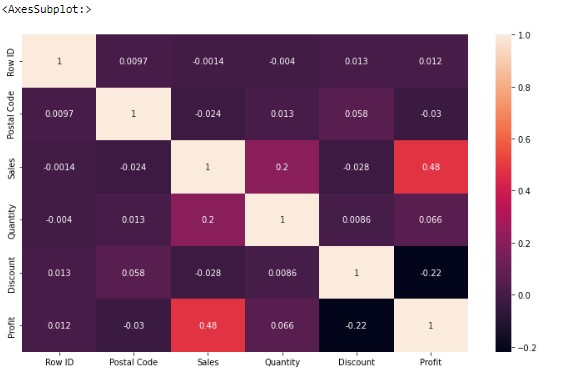 <AxesSubplot:>
Row ID 1 0.0097 -0.0014 -0.004 0.013 0.012
Postal Code 0.0097 1 -0.024 0.013 0.058 -0.03
Sales -0.0014 -0.024 1 0.2 -0.028 0.48
Quantity -0.004 0.013 0.2 1 0.0086 0.066
Discount 0.013 0.058 -0.028 0.0086 1 -0.22
Profit 0.012 -0.03 0.48 0.066 -0.22 1
Row ID Postal Code Sales Quantity Discount Profit
1.0
0.8
0.6
0.4
0.2
0.0
−0.2